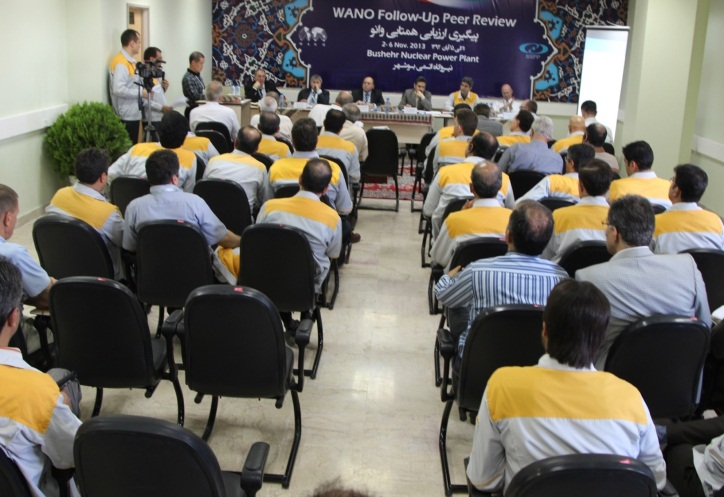 WANO Follow-Up Peer Review
پیگیری ارزیابی همتایی وانو
2-6 Nov. 2013
Bushehr Nuclear Power Plant
نیروگاه اتمی بوشهر